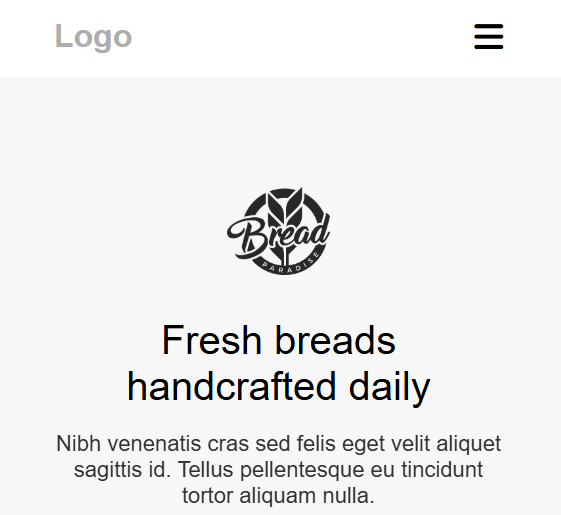 Logo
Bread
PARADISE
Fresh breads
handcrafted daily
Nibh venenatis cras sed felis eget velit aliquet
sagittis id. Tellus pellentesque eu tincidunt
tortor aliquam nulla.